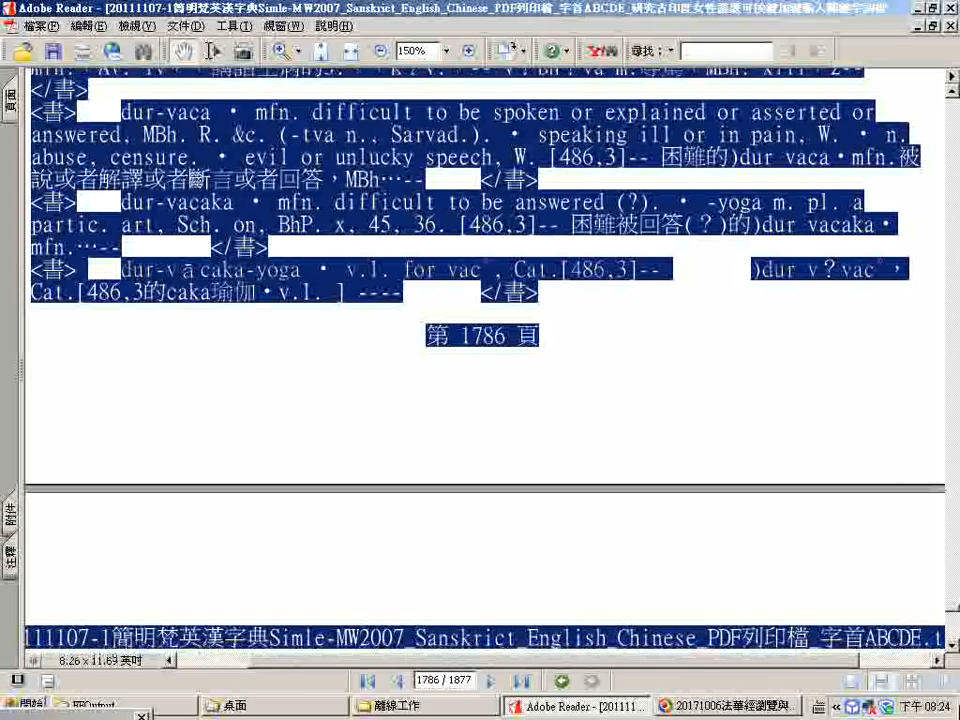 Adobe Reader - [20111107-1簡明梵英漢字典Simle-MW2007_Sanskrict_English_Chinese_PDF列印檔_字首ABCDE_研究古印度女性
檔案(F) 編輯(E) 檢視(V) 文件(D) 工具(T) 視窗(W) 說明(H)
150% 尋找:
</書>
<書> dur-vaca • mfn. difficult to be spoken or explained or asserted or
answered, MBh. R. &c. (-tva n., Sarvad.). • speaking ill or in pain, W. • n.
abuse, censure. • evil or unlucky speech, W. [486,3]-- 困難的)dur vaca•mfn.被
說或者解譯或者斷言或者回答，MBh…-- </書>
<書> dur-vacaka • mfn. difficult to be answered (?). • -yoga m. pl. a
partic. art, Sch. on, BhP. x, 45, 36. [486,3]-- 困難被回答(？)的)dur vacaka•
mfn.…-- </書>
<書> dur-vācaka-yoga • v.l. for vac°, Cat.[486,3]-- )dur v？vac°，
Cat.[486,3的caka瑜伽•v.l. ] ---- </書>
第 1786 頁
111107-1簡明梵英漢字典Simle-MW2007_Sanskrict_English_Chinese_PDF列印檔_字首ABCDE.t
頁面
附件
注釋
8.26 x 11.69 英吋
1786 / 1877
開始 桌面 離線工作 Adobe Reader - [201111... 20171006法華經瀏覽與... 下午 08:24